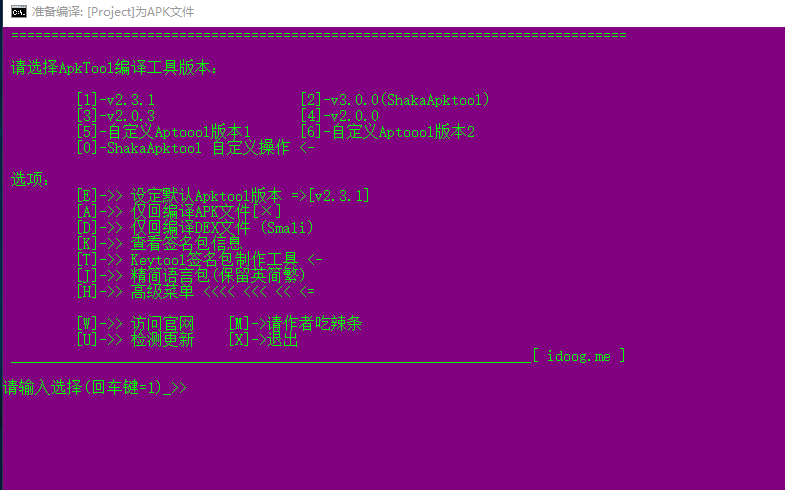 准备编译: [Project]为APK文件
==============================================================================
请选择ApkTool编译工具版本:
[1]-v2.3.1 [2]-v3.0.0(ShakaApktool)
[3]-v2.0.3 [4]-v2.0.0
[5]-自定义Aptoool版本1 [6]-自定义Aptoool版本2
[0]-ShakaApktool 自定义操作 <-
选项:
[E]->> 设定默认Apktool版本 =>[v2.3.1]
[A]->> 仅回编译APK文件[×]
[D]->> 仅回编译DEX文件 (Smali)
[K]->> 查看签名包信息
[T]->> Keytool签名包制作工具 <-
[J]->> 精简语言包(保留英简繁)
[H]->> 高级菜单 <<<< <<< << <=
[W]->> 访问官网 [M]->请作者吃辣条
[U]->> 检测更新 [X]->退出
_________________________________________________________________[ idoog.me ]
请输入选择(回车键=1)_>>